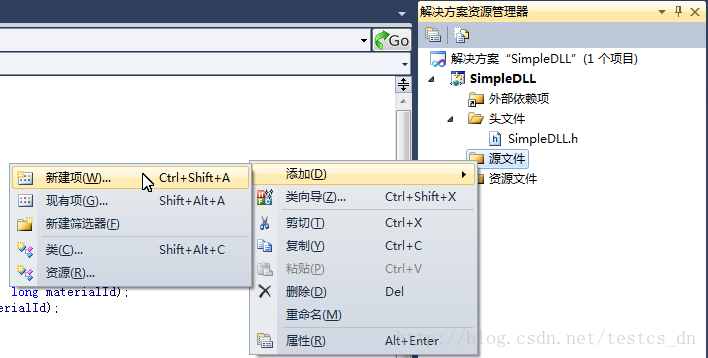 解决方案资源管理器
Go
解决方案“SimpleDLL”(1 个项目)
SimpleDLL
外部依赖项
头文件
SimpleDLL.h
源文件
资源文件
新建项(W)... Ctrl+Shift+A
现有项(G)... Shift+Alt+A
新建筛选器(F)
类(C)... Shift+Alt+C
资源(R)...
添加(D)
类向导(Z)... Ctrl+Shift+X
剪切(T) Ctrl+X
复制(Y) Ctrl+C
粘贴(P) Ctrl+V
删除(D) Del
重命名(M)
属性(R) Alt+Enter
long materialId);
erialId);
http://blog.csdn.net/testcs_dn